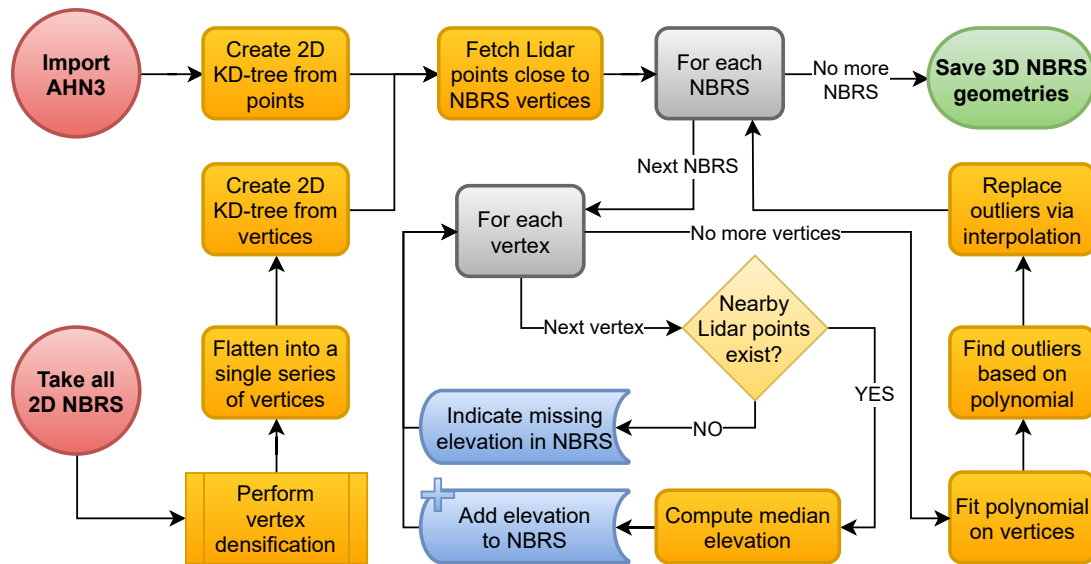 Import
AHN3
Create 2D
KD-tree from
points
Fetch Lidar
points close to
NBRS vertices
For each
NBRS
No more
NBRS
Save 3D NBRS
geometries
Next NBRS
Create 2D
KD-tree from
vertices
For each
vertex
No more vertices
Replace
outliers via
interpolation
Next vertex
Nearby
Lidar points
exist?
YES
NO
Take all
2D NBRS
Flatten into a
single series
of vertices
Find outliers
based on
polynomial
Indicate missing
elevation in NBRS
Perform
vertex
densification
Add elevation
to NBRS
Compute median
elevation
Fit polynomial
on vertices